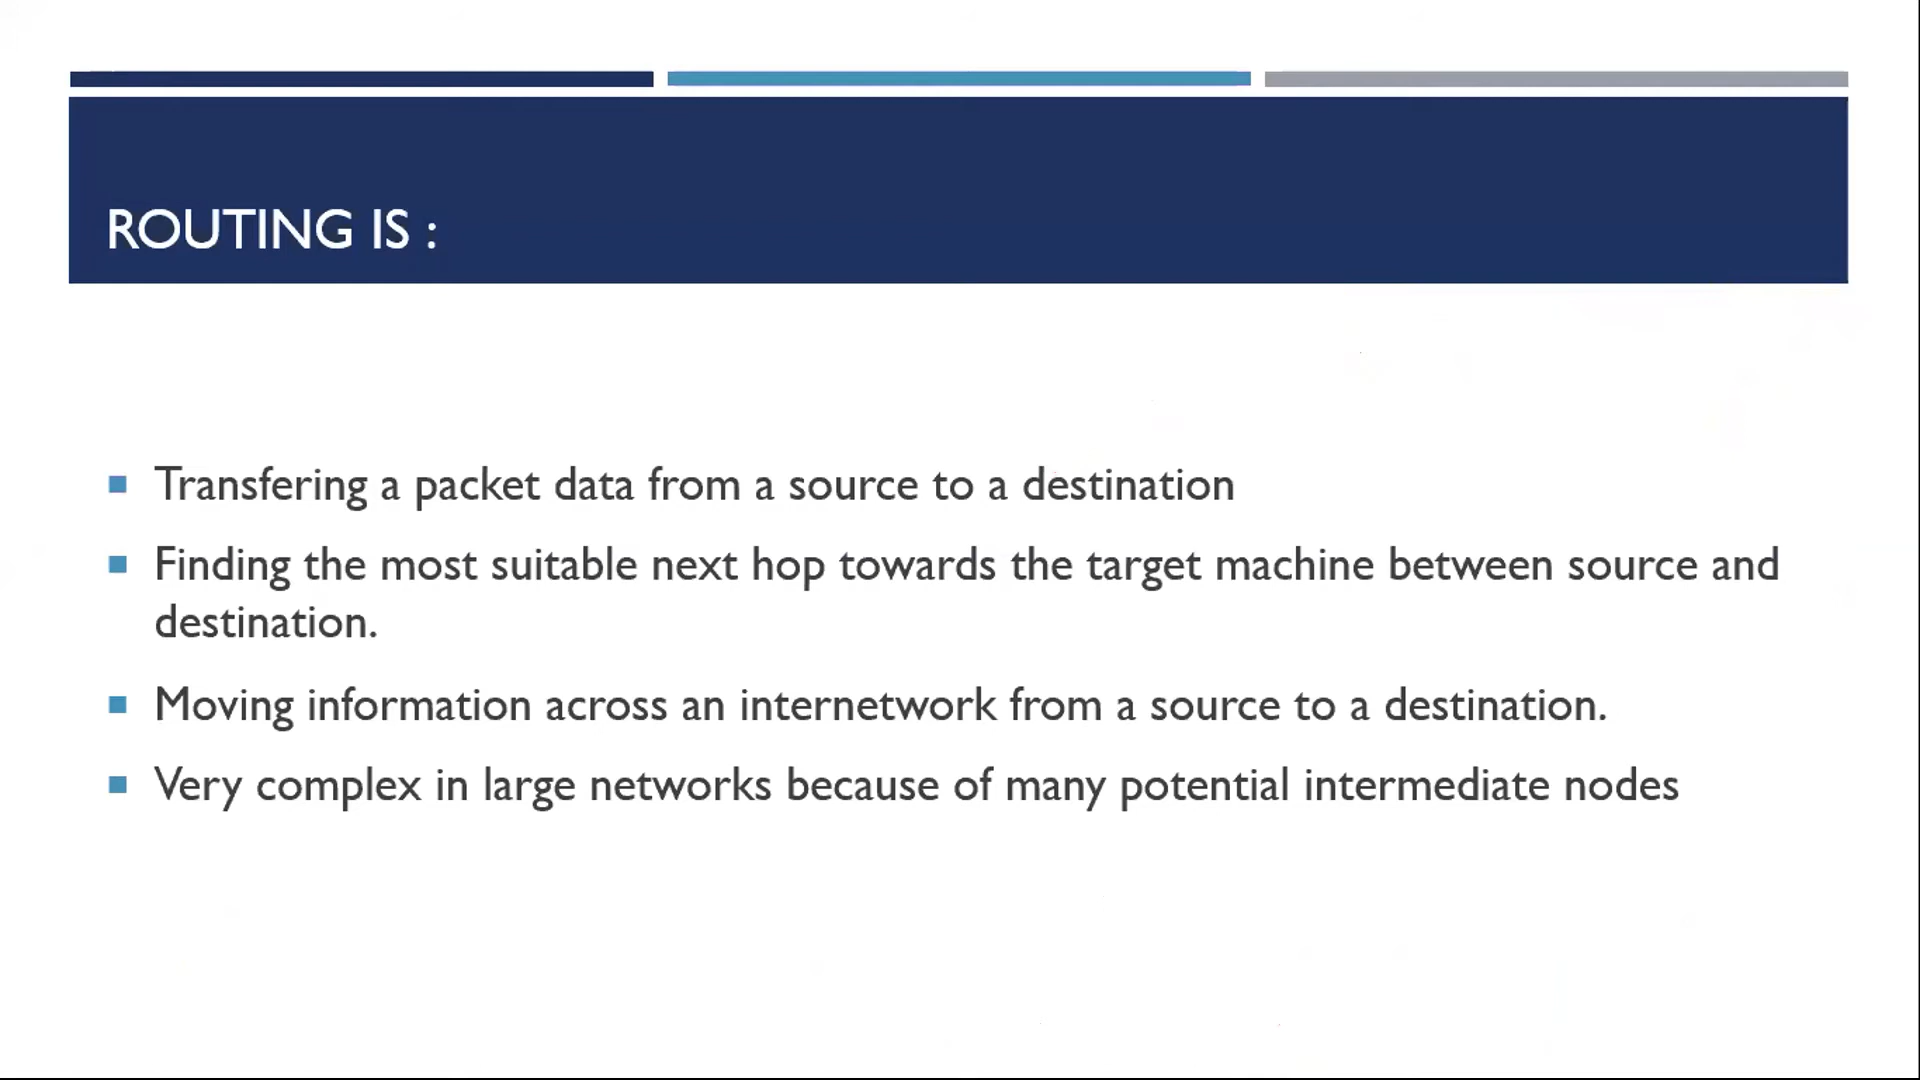 ROUTING IS :
Transfering a packet data from a source to a destination
Finding the most suitable next hop towards the target machine between source and
destination.
Moving information across an internetwork from a source to a destination.
Very complex in large networks because of many potential intermediate nodes